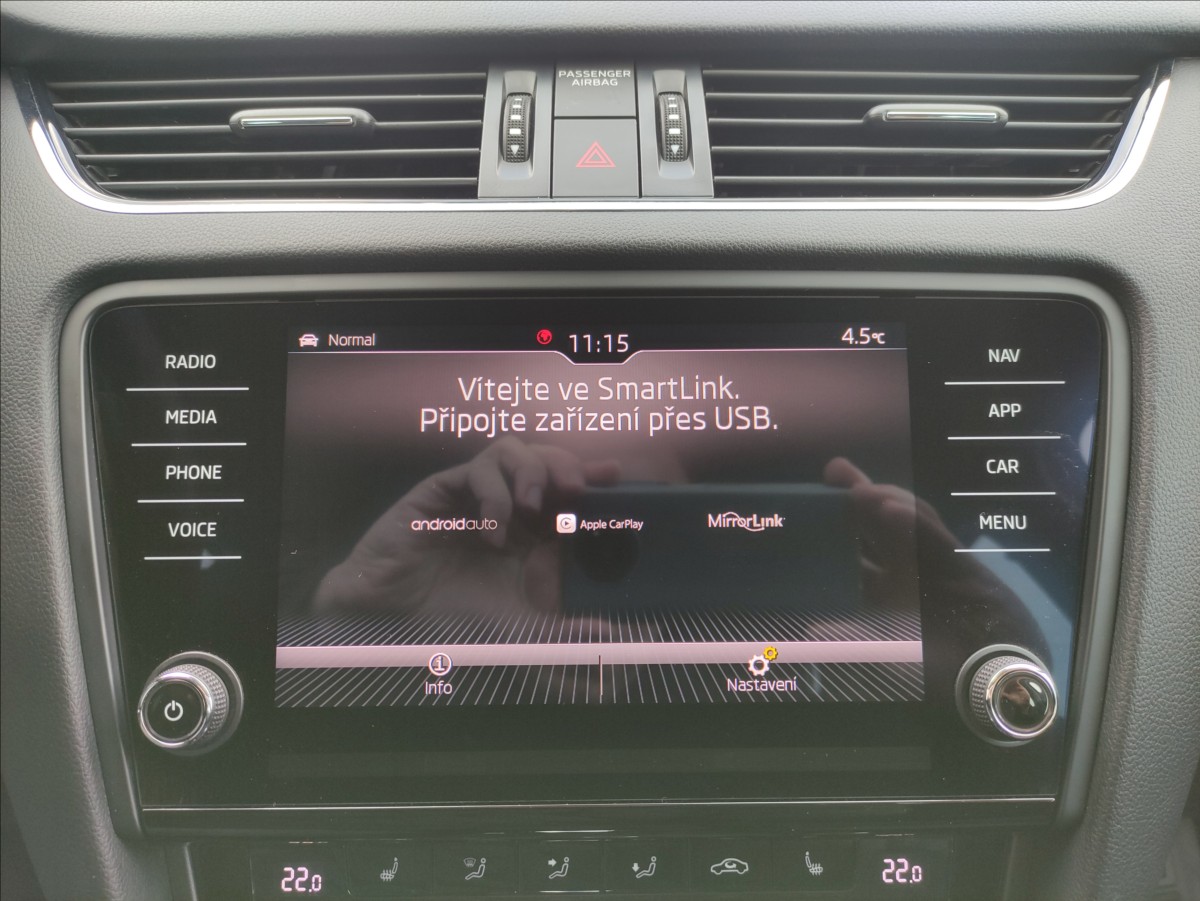 PASSENGER
AIRBAG
Normal
11:15
4.5°C
Vítejte ve SmartLink.
Připojte zařízení přes USB.
RADIO
MEDIA
PHONE
VOICE
NAV
APP
CAR
MENU
androidauto
Apple CarPlay
MirrorLink
Info
Nastavení
22.0
22.0